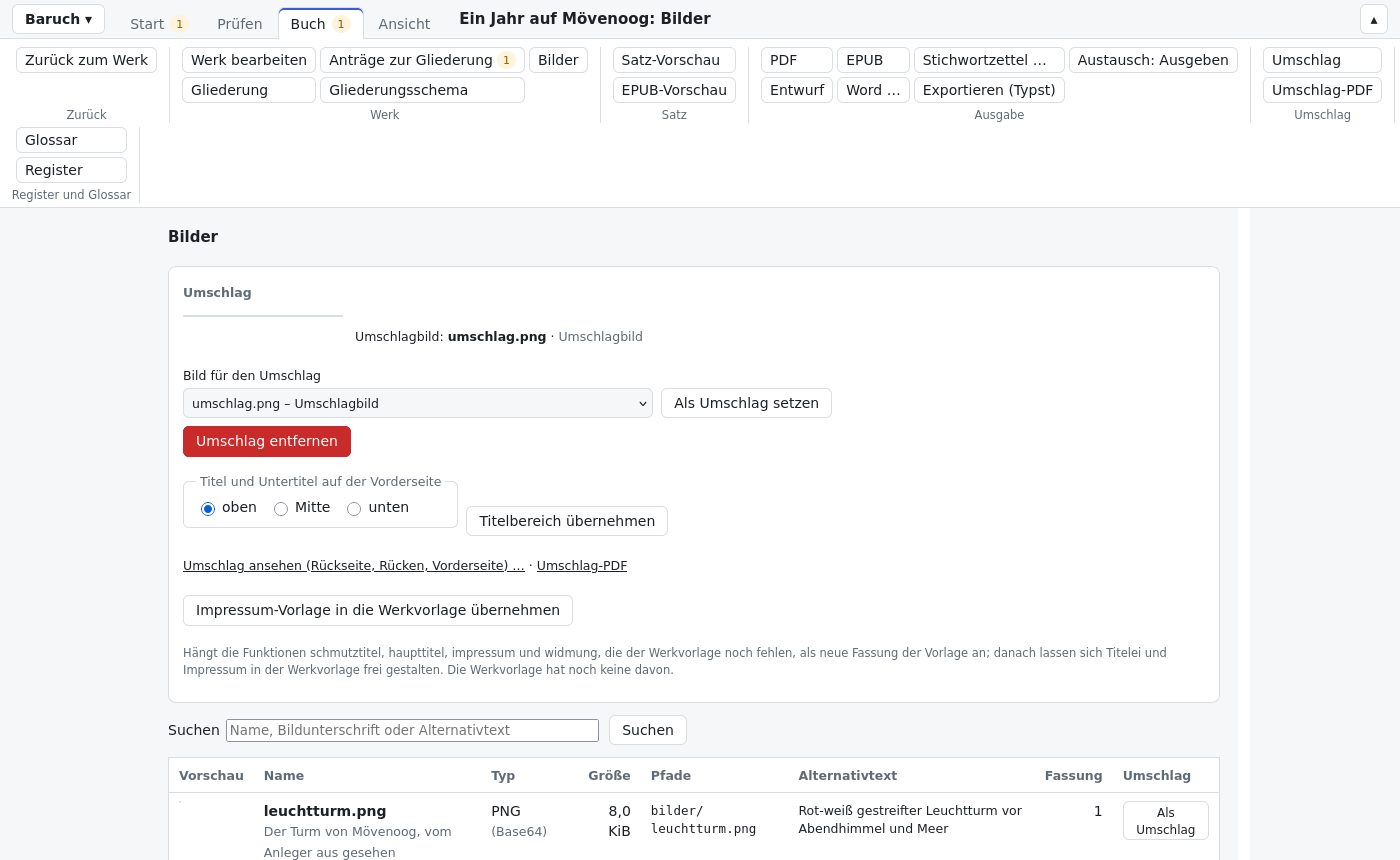 Baruch ▾ Start 1 Prüfen Buch 1 Ansicht Ein Jahr auf Mövenoog: Bilder ▴
Zurück zum Werk Werk bearbeiten Anträge zur Gliederung 1 Bilder Satz-Vorschau PDF EPUB Stichwortzettel … Austausch: Ausgeben Umschlag
Gliederung Gliederungsschema EPUB-Vorschau Entwurf Word … Exportieren (Typst) Umschlag-PDF
Zurück Werk Satz Ausgabe Umschlag
Glossar
Register
Register und Glossar
Bilder
Umschlag
Umschlagbild: umschlag.png · Umschlagbild
Bild für den Umschlag
umschlag.png – Umschlagbild Als Umschlag setzen
Umschlag entfernen
Titel und Untertitel auf der Vorderseite
oben Mitte unten
Titelbereich übernehmen
Umschlag ansehen (Rückseite, Rücken, Vorderseite) … · Umschlag-PDF
Impressum-Vorlage in die Werkvorlage übernehmen
Hängt die Funktionen schmutztitel, haupttitel, impressum und widmung, die der Werkvorlage noch fehlen, als neue Fassung der Vorlage an; danach lassen sich Titelei und
Impressum in der Werkvorlage frei gestalten. Die Werkvorlage hat noch keine davon.
Suchen Name, Bildunterschrift oder Alternativtext Suchen
Vorschau Name Typ Größe Pfade Alternativtext Fassung Umschlag
leuchtturm.png PNG 8,0 bilder/ Rot-weiß gestreifter Leuchtturm vor 1 Als
Der Turm von Mövenoog, vom (Base64) KiB leuchtturm.png Abendhimmel und Meer Umschlag
Anleger aus gesehen